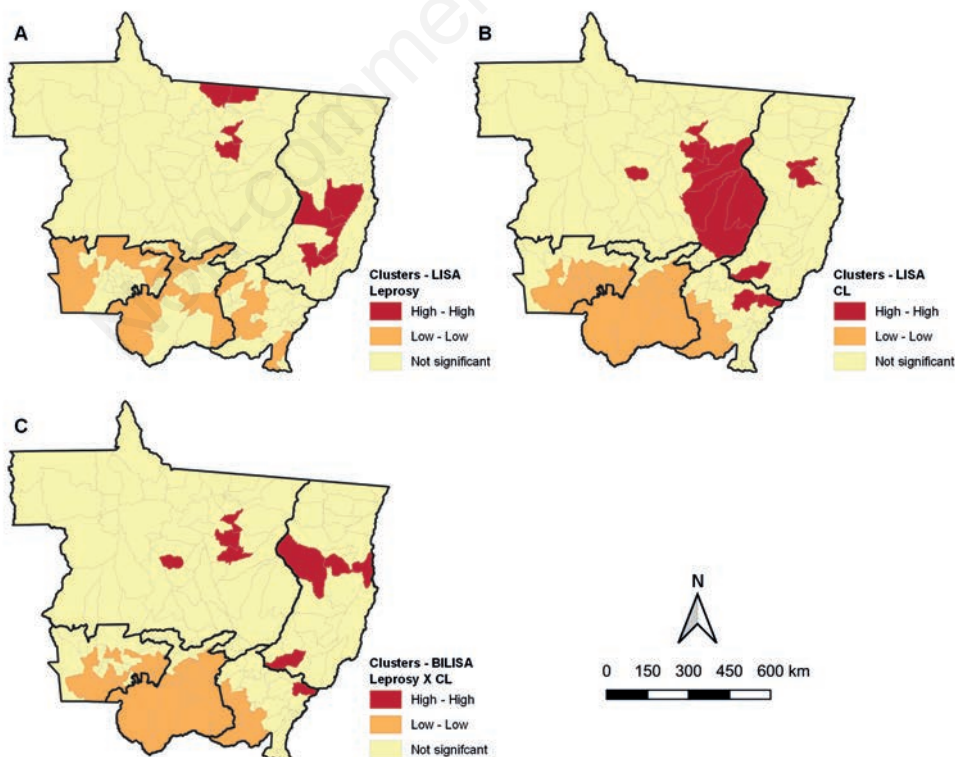 A
Clusters - LISA
Leprosy
High - High
Low - Low
Not significant
B
Clusters - LISA
CL
High - High
Low - Low
Not significant
C
Clusters - BILISA
Leprosy X CL
High - High
Low - Low
Not signifcant
N
0 150 300 450 600 km